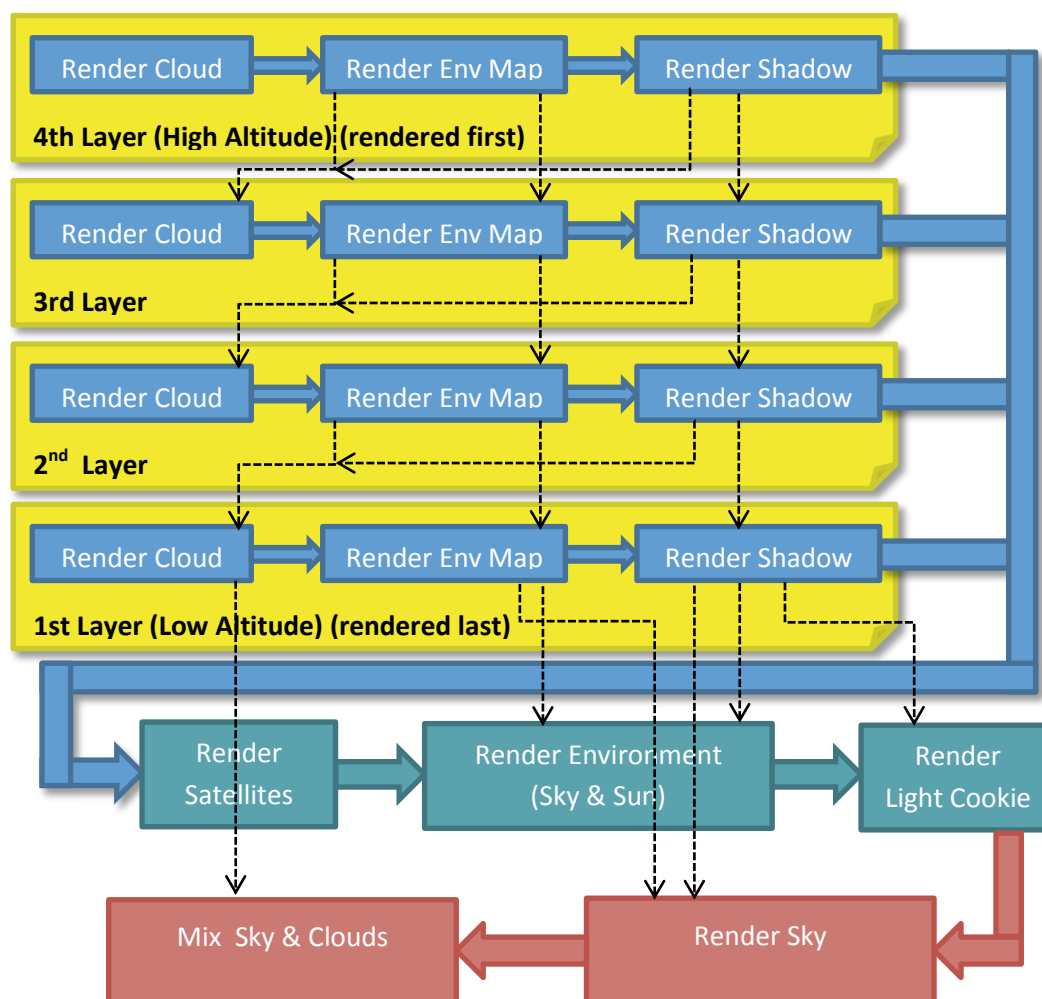 Render Cloud
Render Env Map
Render Shadow
4th Layer (High Altitude) (rendered first)
Render Cloud
Render Env Map
Render Shadow
3rd Layer
Render Cloud
Render Env Map
Render Shadow
2nd Layer
Render Cloud
Render Env Map
Render Shadow
1st Layer (Low Altitude) (rendered last)
Render
Satellites
Render Environment
(Sky & Sun)
Render
Light Cookie
Mix Sky & Clouds
Render Sky